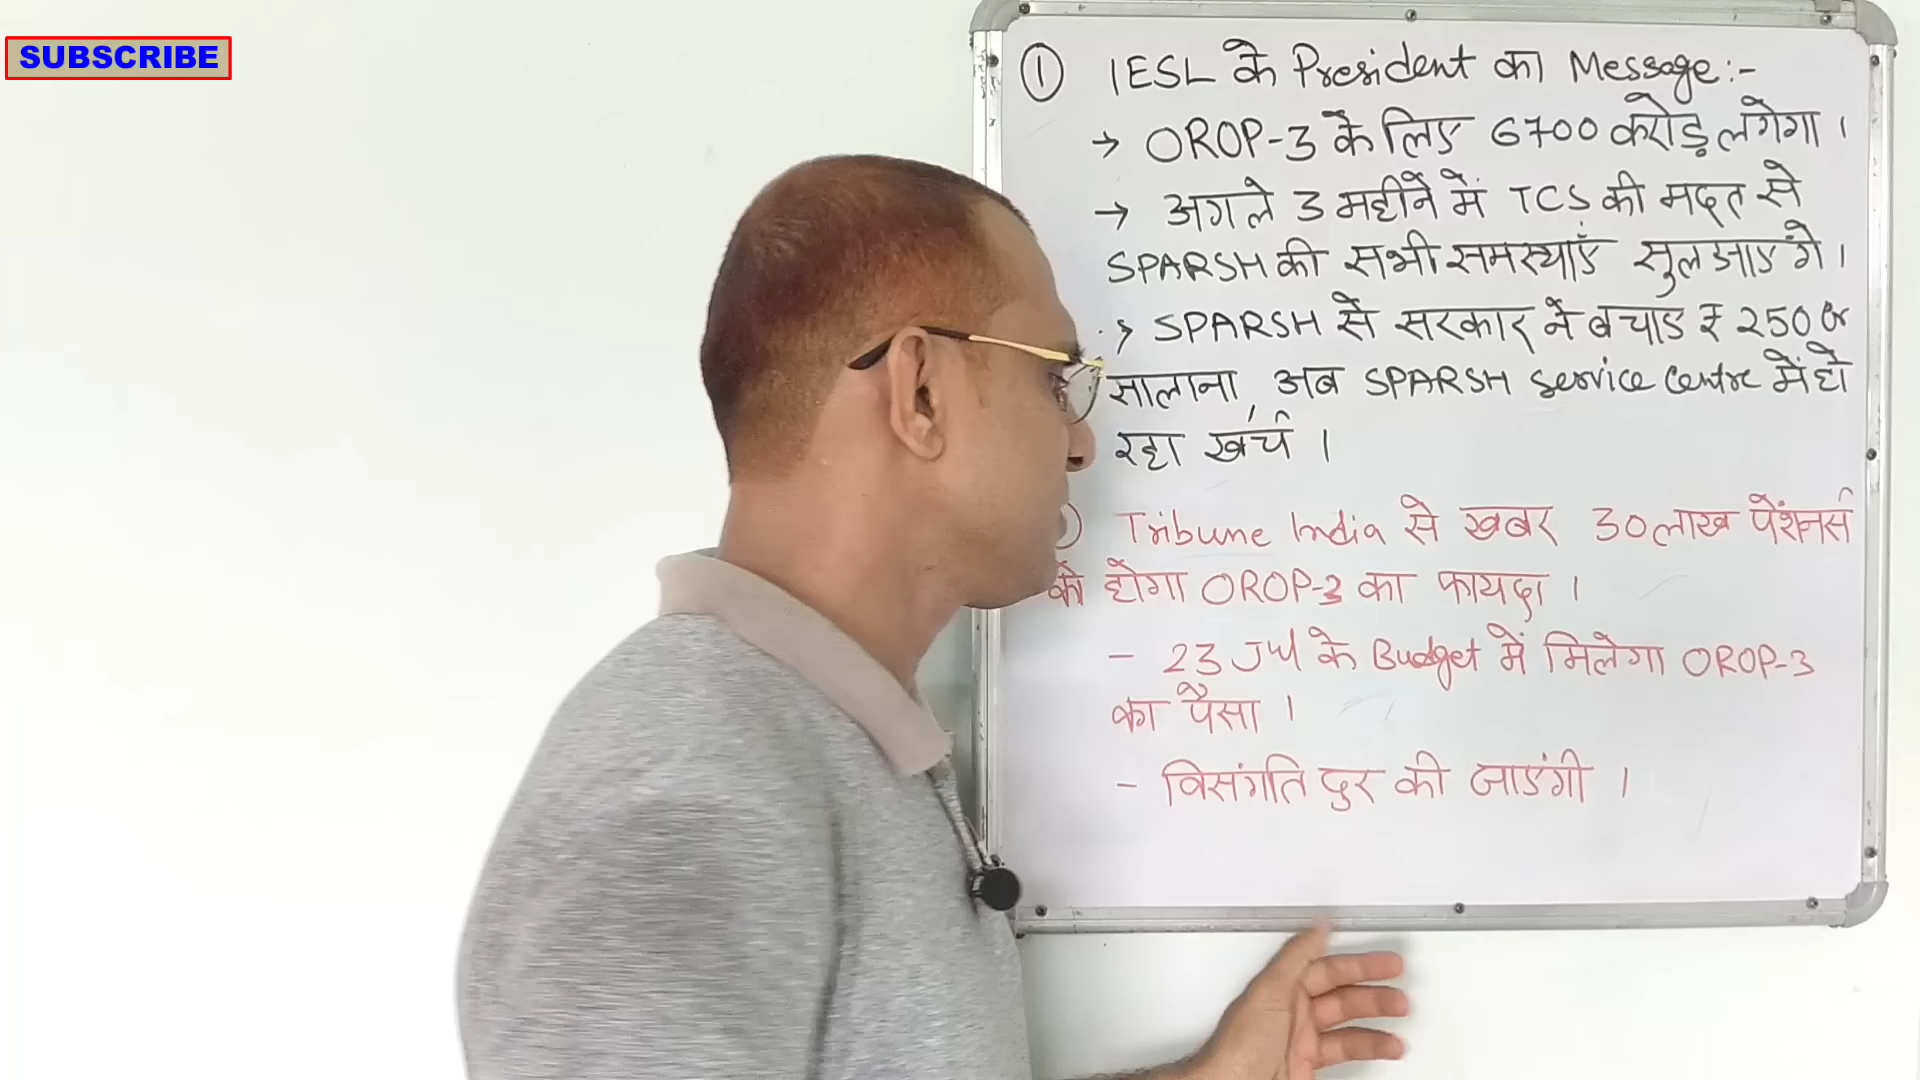 SUBSCRIBE
① IESL के President का Message:-
→ OROP-3 के लिए 6700 करोड़ लगेगा ।
→ अगले 3 महीनें में TCS की मदत से
SPARSH की सभी समस्याएं सुलजाएंगे ।
→ SPARSH से सरकार ने बचाए ₹ 250 Cr
सालाना, अब SPARSH Service Centre में हो
रहा खर्च ।
Tribune India से खबर 30 लाख पेंशनर्स
को होगा OROP-3 का फायदा ।
- 23 Jul के Budget में मिलेगा OROP-3
का पैसा ।
- विसंगति दुर की जाएंगी ।